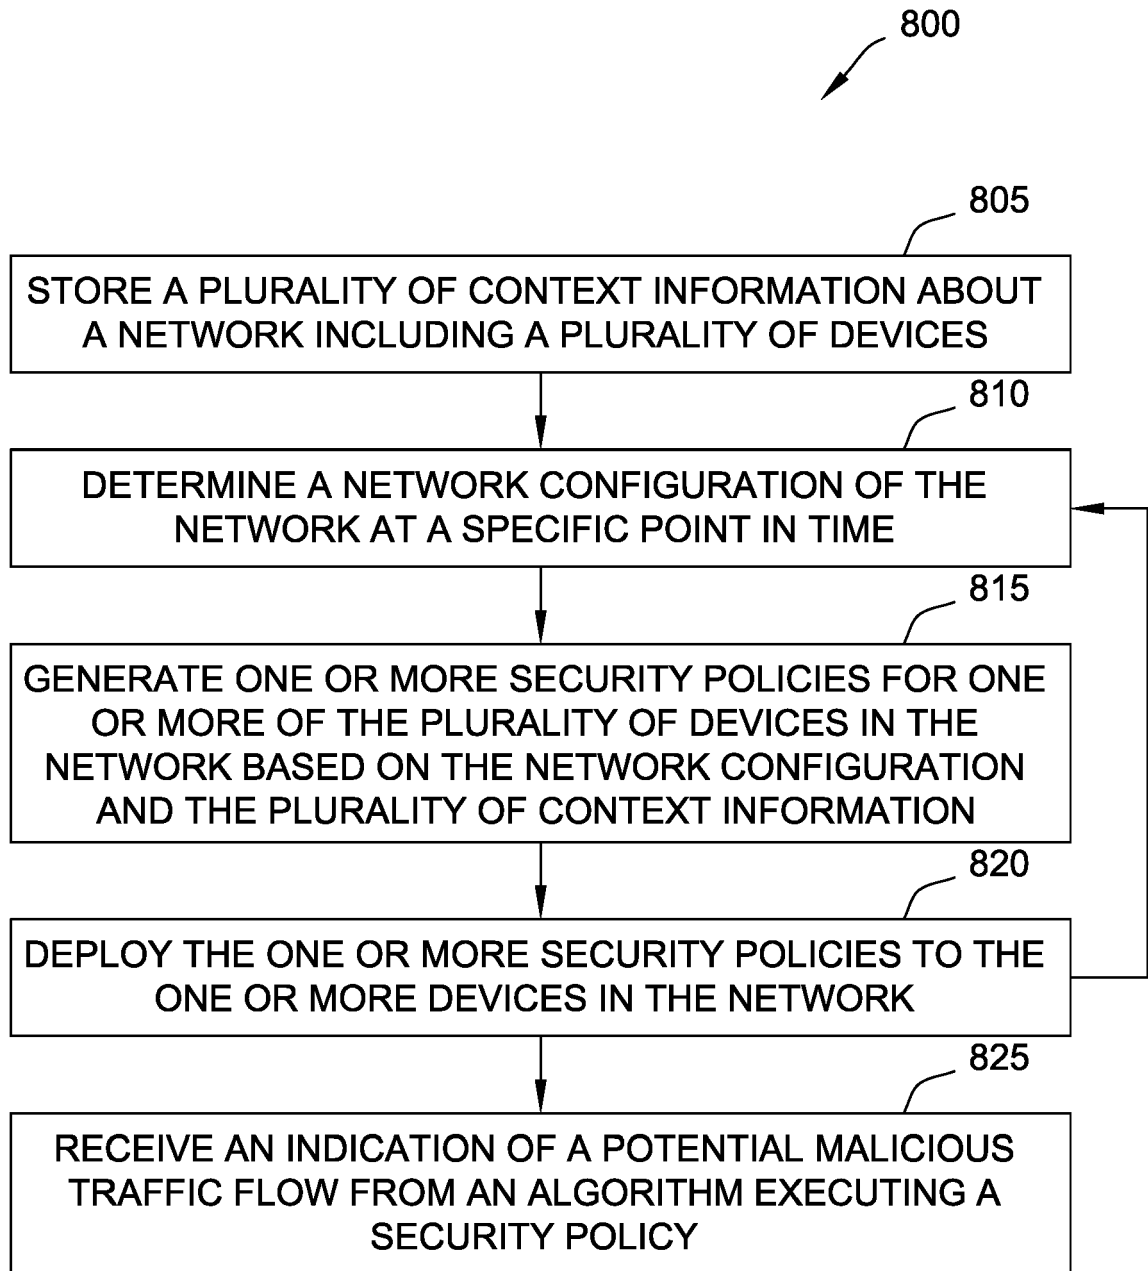 800
805
STORE A PLURALITY OF CONTEXT INFORMATION ABOUT
A NETWORK INCLUDING A PLURALITY OF DEVICES
810
DETERMINE A NETWORK CONFIGURATION OF THE
NETWORK AT A SPECIFIC POINT IN TIME
815
GENERATE ONE OR MORE SECURITY POLICIES FOR ONE
OR MORE OF THE PLURALITY OF DEVICES IN THE
NETWORK BASED ON THE NETWORK CONFIGURATION
AND THE PLURALITY OF CONTEXT INFORMATION
820
DEPLOY THE ONE OR MORE SECURITY POLICIES TO THE
ONE OR MORE DEVICES IN THE NETWORK
825
RECEIVE AN INDICATION OF A POTENTIAL MALICIOUS
TRAFFIC FLOW FROM AN ALGORITHM EXECUTING A
SECURITY POLICY